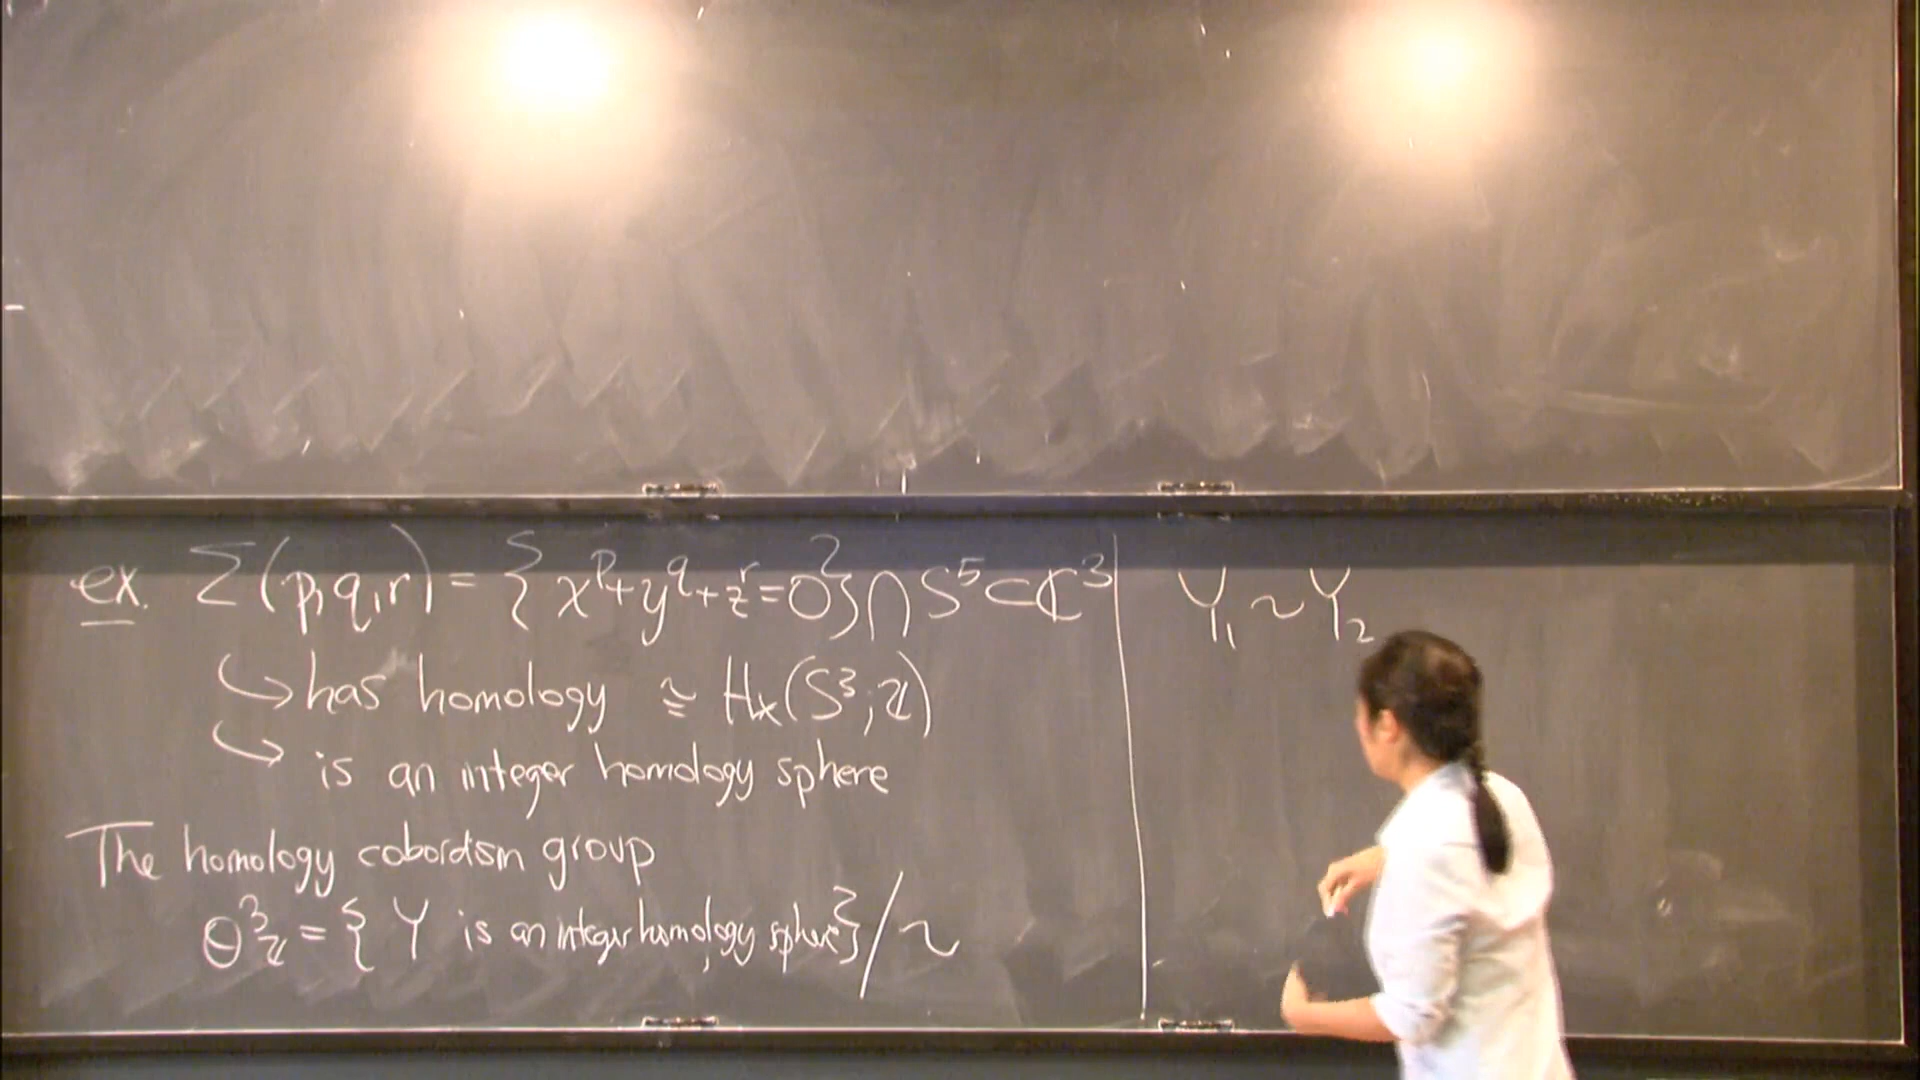 ex. Σ(p,q,r) = {x^p+y^q+z^r=0}∩S^5⊂ℂ^3
↪ has homology ≅ H_*(S^3;ℤ)
↪ is an integer homology sphere
The homology cobordism group
Θ^3_ℤ = { Y is an integer homology sphere}/~
Y_1 ~ Y_2